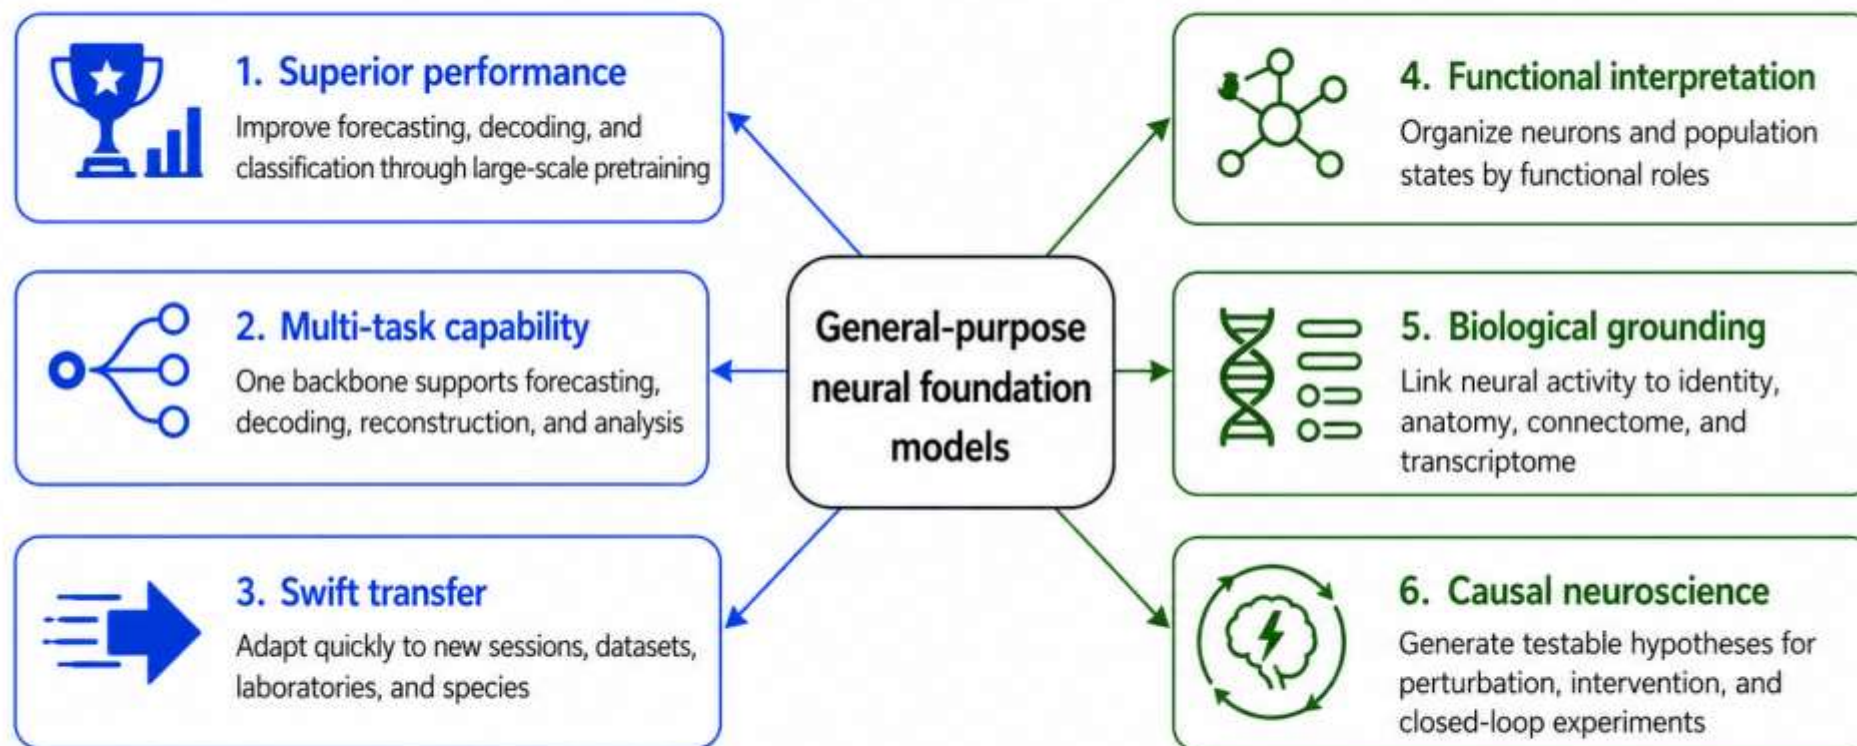 1. Superior performance
Improve forecasting, decoding, and
classification through large-scale pretraining
2. Multi-task capability
One backbone supports forecasting,
decoding, reconstruction, and analysis
3. Swift transfer
Adapt quickly to new sessions, datasets,
laboratories, and species
General-purpose
neural foundation
models
4. Functional interpretation
Organize neurons and population
states by functional roles
5. Biological grounding
Link neural activity to identity,
anatomy, connectome, and
transcriptome
6. Causal neuroscience
Generate testable hypotheses for
perturbation, intervention, and
closed-loop experiments